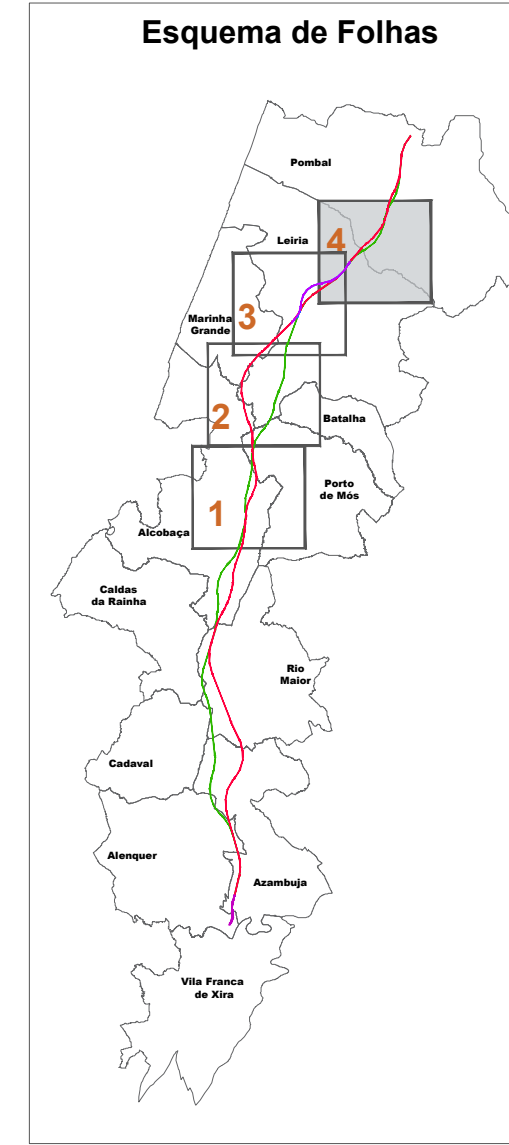 Esquema de Folhas
Pombal
Leiria
4
Marinha
Grande
3
2
Batalha
Porto
de Mós
1
Alcobaça
Caldas
da Rainha
Rio
Maior
Cadaval
Alenquer
Azambuja
Vila Franca
de Xira